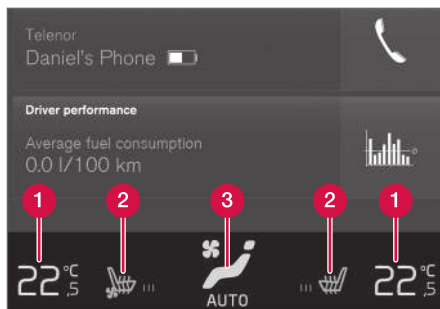 Telenor
Daniel's Phone
Driver performance
Average fuel consumption
0.0 l/100 km
1 2 3 2 1
22 °C ,5 AUTO 22 °C ,5